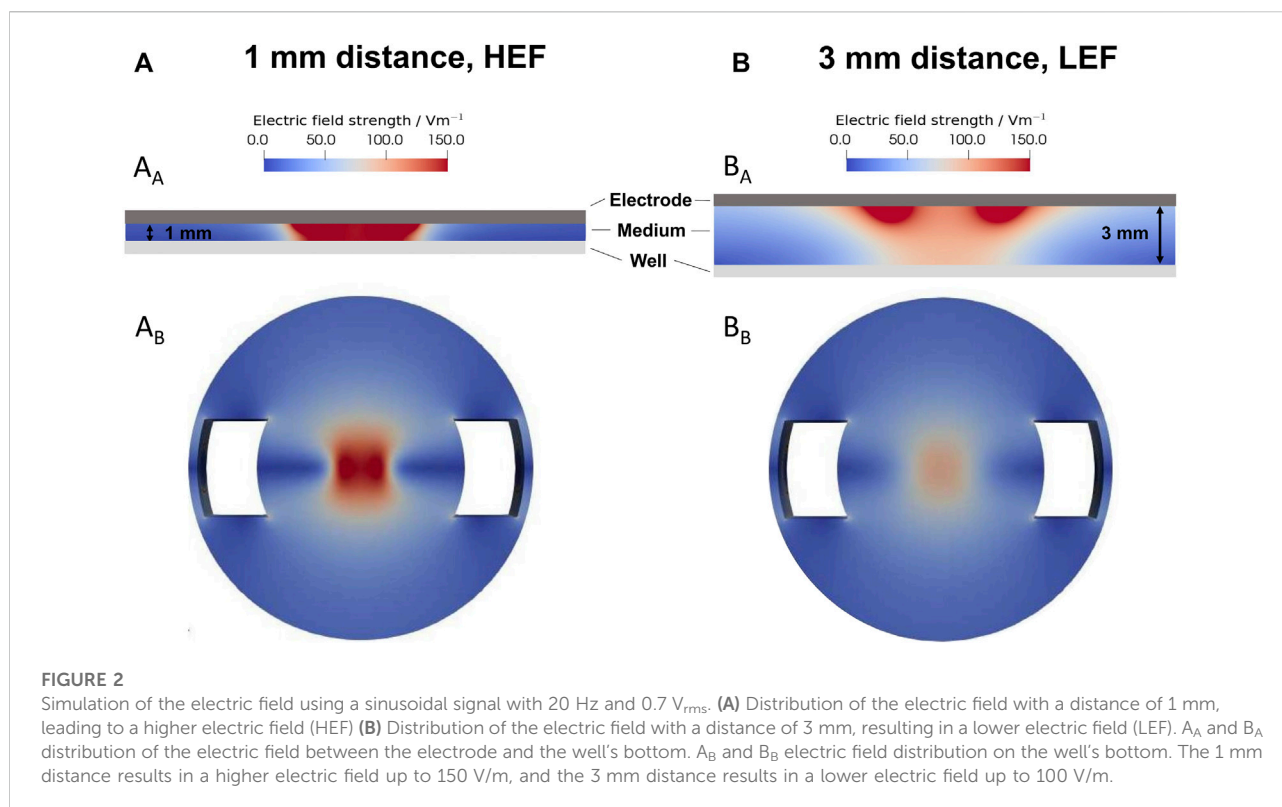 A 1 mm distance, HEF
B 3 mm distance, LEF
Electric field strength / Vm⁻¹
0.0 50.0 100.0 150.0
Electric field strength / Vm⁻¹
0.0 50.0 100.0 150.0
A_A
B_A
Electrode
1 mm
Medium
3 mm
Well
A_B
B_B
FIGURE 2
Simulation of the electric field using a sinusoidal signal with 20 Hz and 0.7 V_rms. (A) Distribution of the electric field with a distance of 1 mm,
leading to a higher electric field (HEF) (B) Distribution of the electric field with a distance of 3 mm, resulting in a lower electric field (LEF). A_A and B_A
distribution of the electric field between the electrode and the well’s bottom. A_B and B_B electric field distribution on the well’s bottom. The 1 mm
distance results in a higher electric field up to 150 V/m, and the 3 mm distance results in a lower electric field up to 100 V/m.